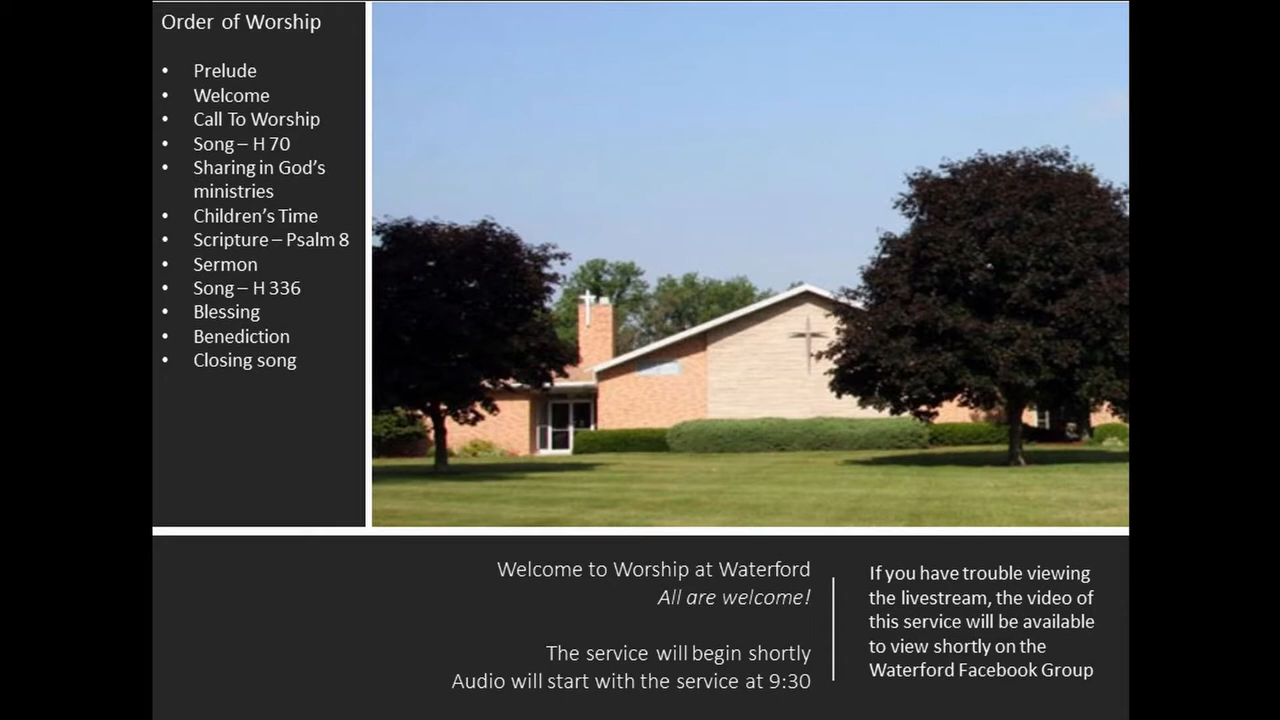 Order of Worship
• Prelude
• Welcome
• Call To Worship
• Song – H 70
• Sharing in God's
ministries
• Children's Time
• Scripture – Psalm 8
• Sermon
• Song – H 336
• Blessing
• Benediction
• Closing song
Welcome to Worship at Waterford
All are welcome!
The service will begin shortly
Audio will start with the service at 9:30
If you have trouble viewing
the livestream, the video of
this service will be available
to view shortly on the
Waterford Facebook Group